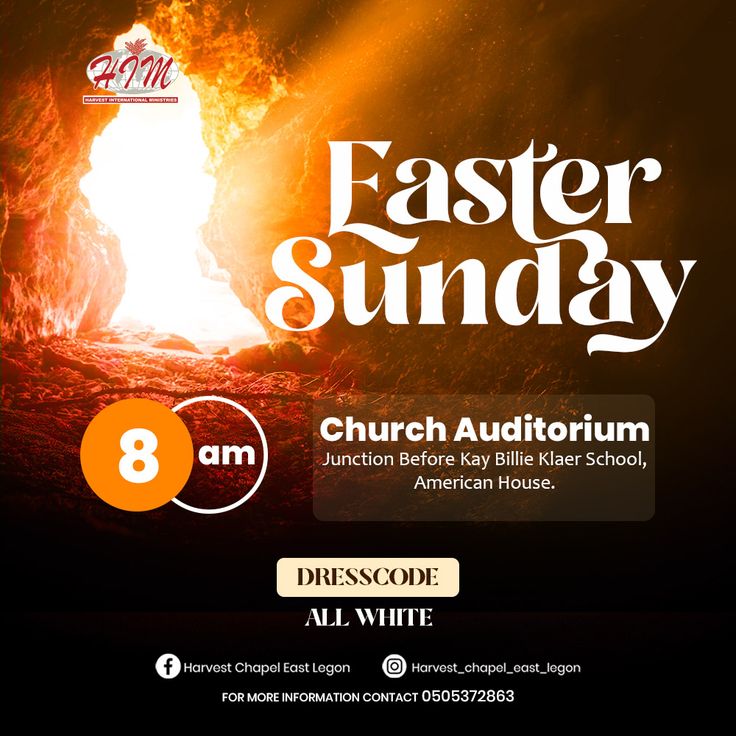 HIM
HARVEST INTERNATIONAL MINISTRIES
Easter
Sunday
8 am
Church Auditorium
Junction Before Kay Billie Klaer School,
American House.
DRESSCODE
ALL WHITE
Harvest Chapel East Legon
Harvest_chapel_east_legon
FOR MORE INFORMATION CONTACT 0505372863